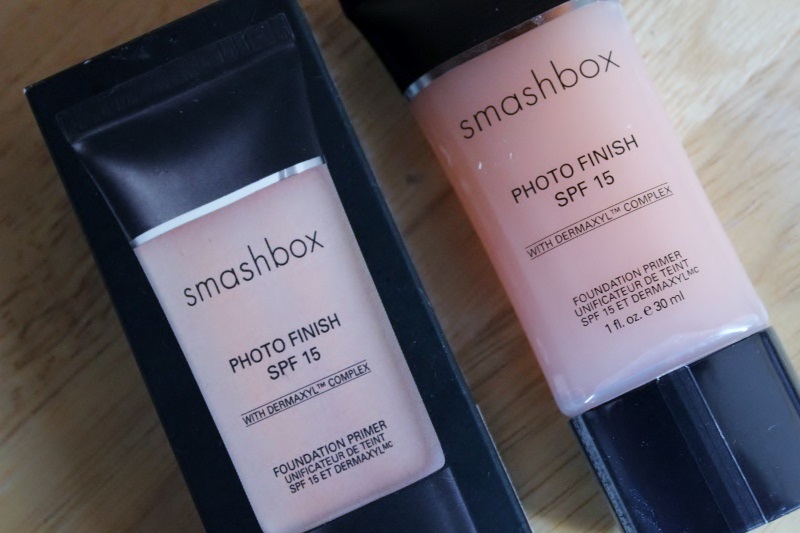 smashbox
PHOTO FINISH
SPF 15
WITH DERMAXYL™ COMPLEX
FOUNDATION PRIMER
UNIFICATEUR DE TEINT
SPF 15 ET DERMAXYLᴹᶜ
smashbox
PHOTO FINISH
SPF 15
WITH DERMAXYL™ COMPLEX
FOUNDATION PRIMER
UNIFICATEUR DE TEINT
SPF 15 ET DERMAXYLᴹᶜ
1 fl. oz. ℮ 30 ml